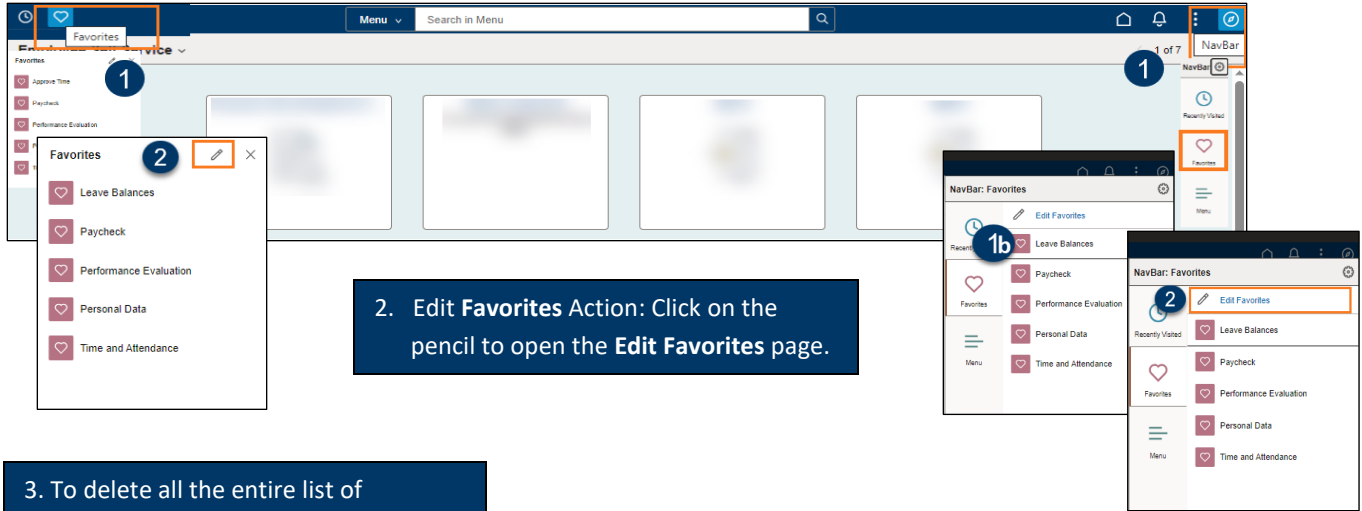 Menu
Search in Menu
Favorites
NavBar
1 of 7
Favorites
1
Approve Time
Paycheck
Performance Evaluation
1
NavBar
Recently Visited
Favorites
Menu
Favorites
2
Leave Balances
Paycheck
Performance Evaluation
Personal Data
Time and Attendance
2. Edit Favorites Action: Click on the
pencil to open the Edit Favorites page.
NavBar: Favorites
Edit Favorites
1b
Leave Balances
Paycheck
Favorites
Performance Evaluation
Personal Data
Menu
Time and Attendance
NavBar: Favorites
2
Edit Favorites
Recently Visited
Leave Balances
Paycheck
Favorites
Performance Evaluation
Personal Data
Menu
Time and Attendance
3. To delete all the entire list of